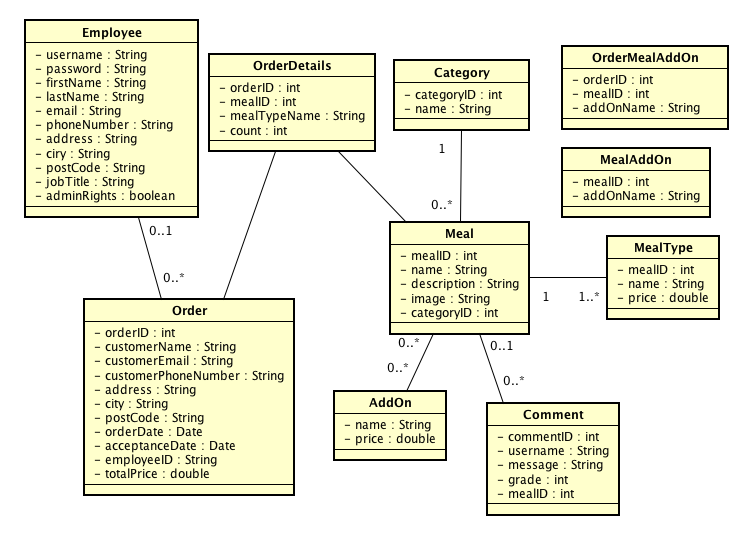 Employee
- username : String
- password : String
- firstName : String
- lastName : String
- email : String
- phoneNumber : String
- address : String
- ciry : String
- postCode : String
- jobTitle : String
- adminRights : boolean
OrderDetails
- orderID : int
- mealID : int
- mealTypeName : String
- count : int
Category
- categoryID : int
- name : String
OrderMealAddOn
- orderID : int
- mealID : int
- addOnName : String
MealAddOn
- mealID : int
- addOnName : String
1
0..*
0..1
0..*
Meal
- mealID : int
- name : String
- description : String
- image : String
- categoryID : int
1
1..*
MealType
- mealID : int
- name : String
- price : double
Order
- orderID : int
- customerName : String
- customerEmail : String
- customerPhoneNumber : String
- address : String
- city : String
- postCode : String
- orderDate : Date
- acceptanceDate : Date
- employeeID : String
- totalPrice : double
0..*
0..*
0..1
0..*
AddOn
- name : String
- price : double
Comment
- commentID : int
- username : String
- message : String
- grade : int
- mealID : int